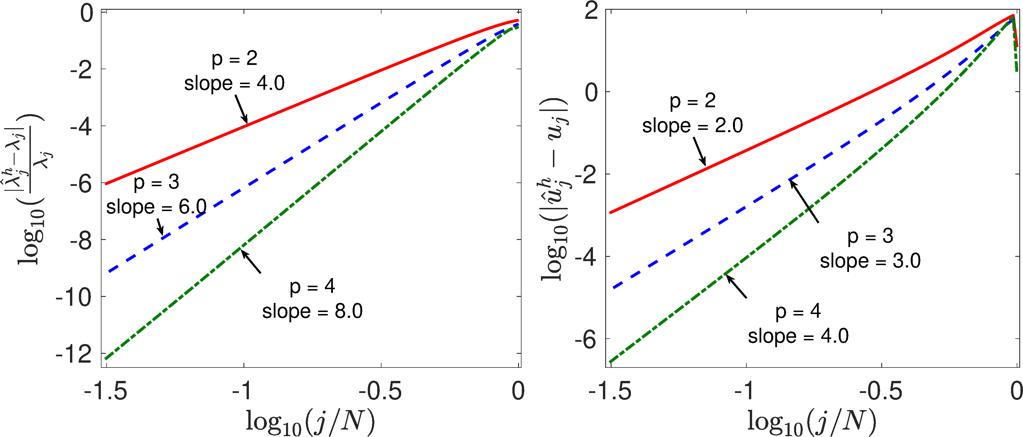 log₁₀(|λ̂ⱼʰ−λⱼ|/λⱼ)
0
-2
-4
-6
-8
-10
-12
p = 2
slope = 4.0
p = 3
slope = 6.0
p = 4
slope = 8.0
-1.5
-1
-0.5
0
log₁₀(j/N)
log₁₀(|ûⱼʰ − uⱼ|)
2
0
-2
-4
-6
p = 2
slope = 2.0
p = 3
slope = 3.0
p = 4
slope = 4.0
-1.5
-1
-0.5
0
log₁₀(j/N)